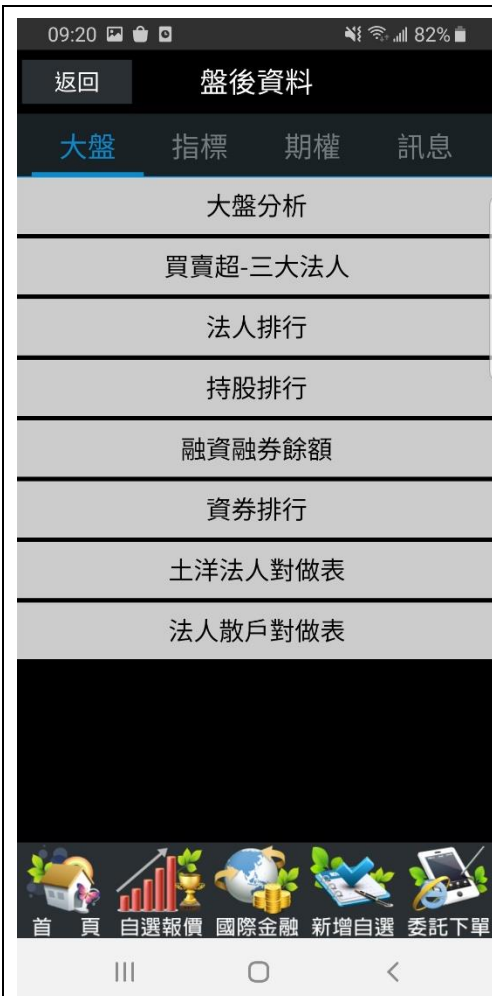 09:20 82%
返回 盤後資料
大盤 指標 期權 訊息
大盤分析
買賣超-三大法人
法人排行
持股排行
融資融券餘額
資券排行
土洋法人對做表
法人散戶對做表
首 頁 自選報價 國際金融 新增自選 委託下單